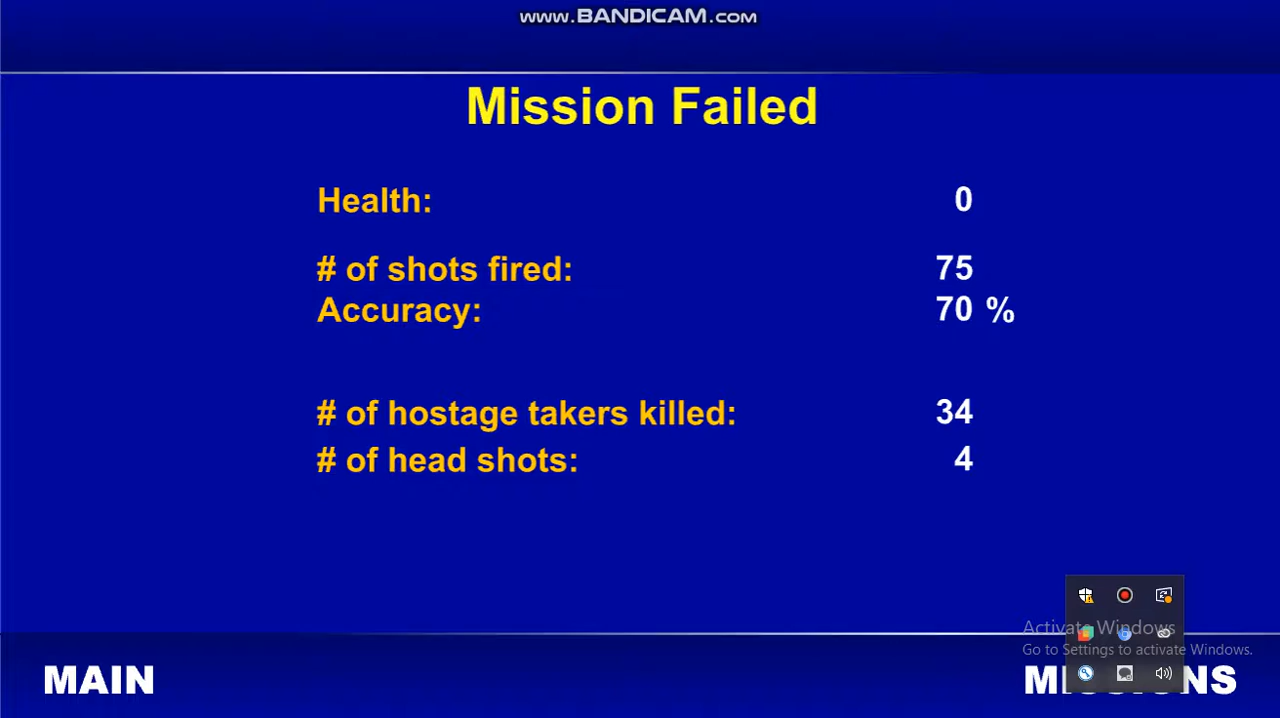 www.BANDICAM.com
Mission Failed
Health: 0
# of shots fired: 75
Accuracy: 70 %
# of hostage takers killed: 34
# of head shots: 4
Activate Windows
Go to Settings to activate Windows.
MAIN MISSIONS